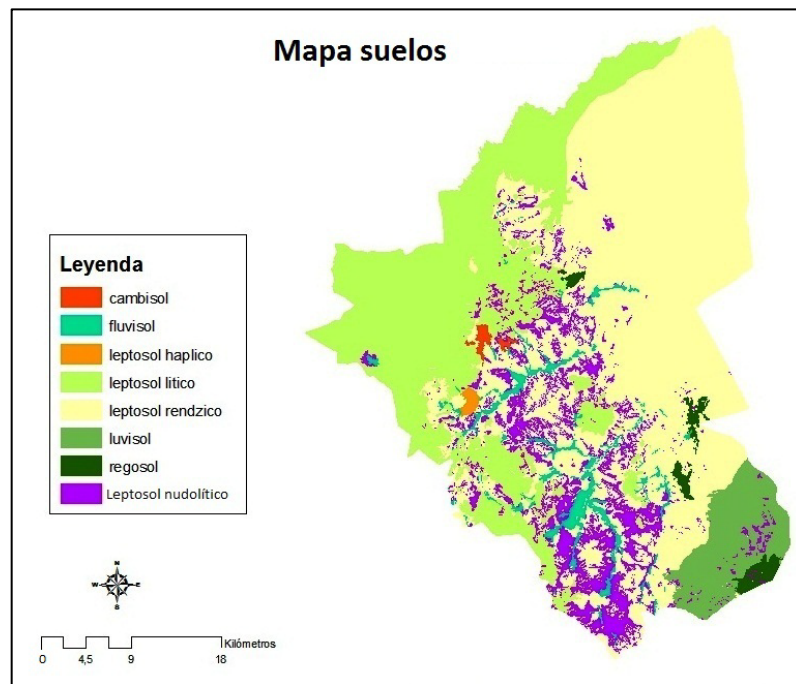 Mapa suelos
Leyenda
cambisol
fluvisol
leptosol haplico
leptosol litico
leptosol rendzico
luvisol
regosol
Leptosol nudolítico
N
W E
S
Kilómetros
0 4,5 9 18